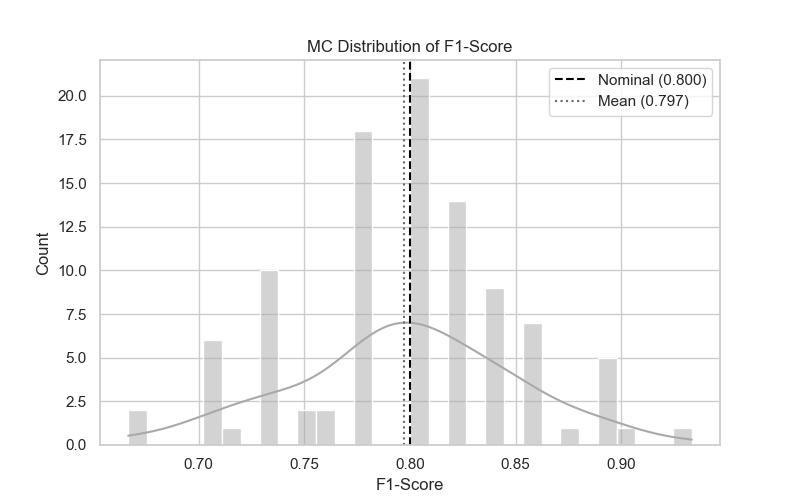 MC Distribution of F1-Score
Nominal (0.800)
Mean (0.797)
Count
20.0
17.5
15.0
12.5
10.0
7.5
5.0
2.5
0.0
0.70 0.75 0.80 0.85 0.90
F1-Score